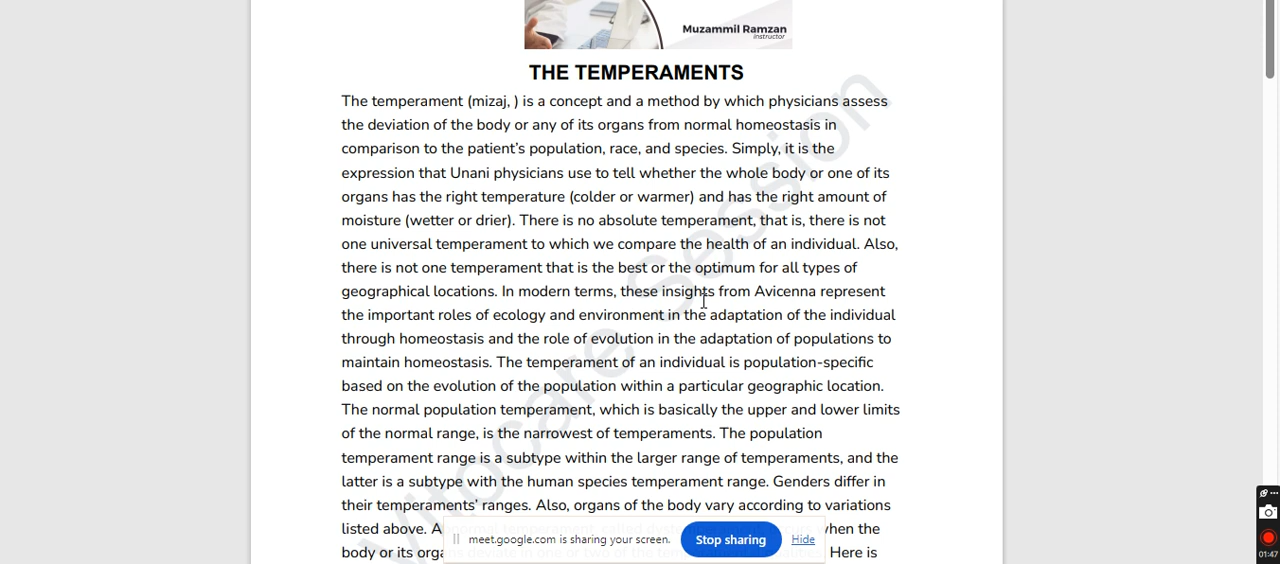 Muzammil Ramzan
instructor
THE TEMPERAMENTS
The temperament (mizaj, ) is a concept and a method by which physicians assess
the deviation of the body or any of its organs from normal homeostasis in
comparison to the patient's population, race, and species. Simply, it is the
expression that Unani physicians use to tell whether the whole body or one of its
organs has the right temperature (colder or warmer) and has the right amount of
moisture (wetter or drier). There is no absolute temperament, that is, there is not
one universal temperament to which we compare the health of an individual. Also,
there is not one temperament that is the best or the optimum for all types of
geographical locations. In modern terms, these insights from Avicenna represent
the important roles of ecology and environment in the adaptation of the individual
through homeostasis and the role of evolution in the adaptation of populations to
maintain homeostasis. The temperament of an individual is population-specific
based on the evolution of the population within a particular geographic location.
The normal population temperament, which is basically the upper and lower limits
of the normal range, is the narrowest of temperaments. The population
temperament range is a subtype within the larger range of temperaments, and the
latter is a subtype with the human species temperament range. Genders differ in
their temperaments' ranges. Also, organs of the body vary according to variations
listed above. when the
body or its Here is
Mitocare Session
meet.google.com is sharing your screen.
Stop sharing
Hide
01:47